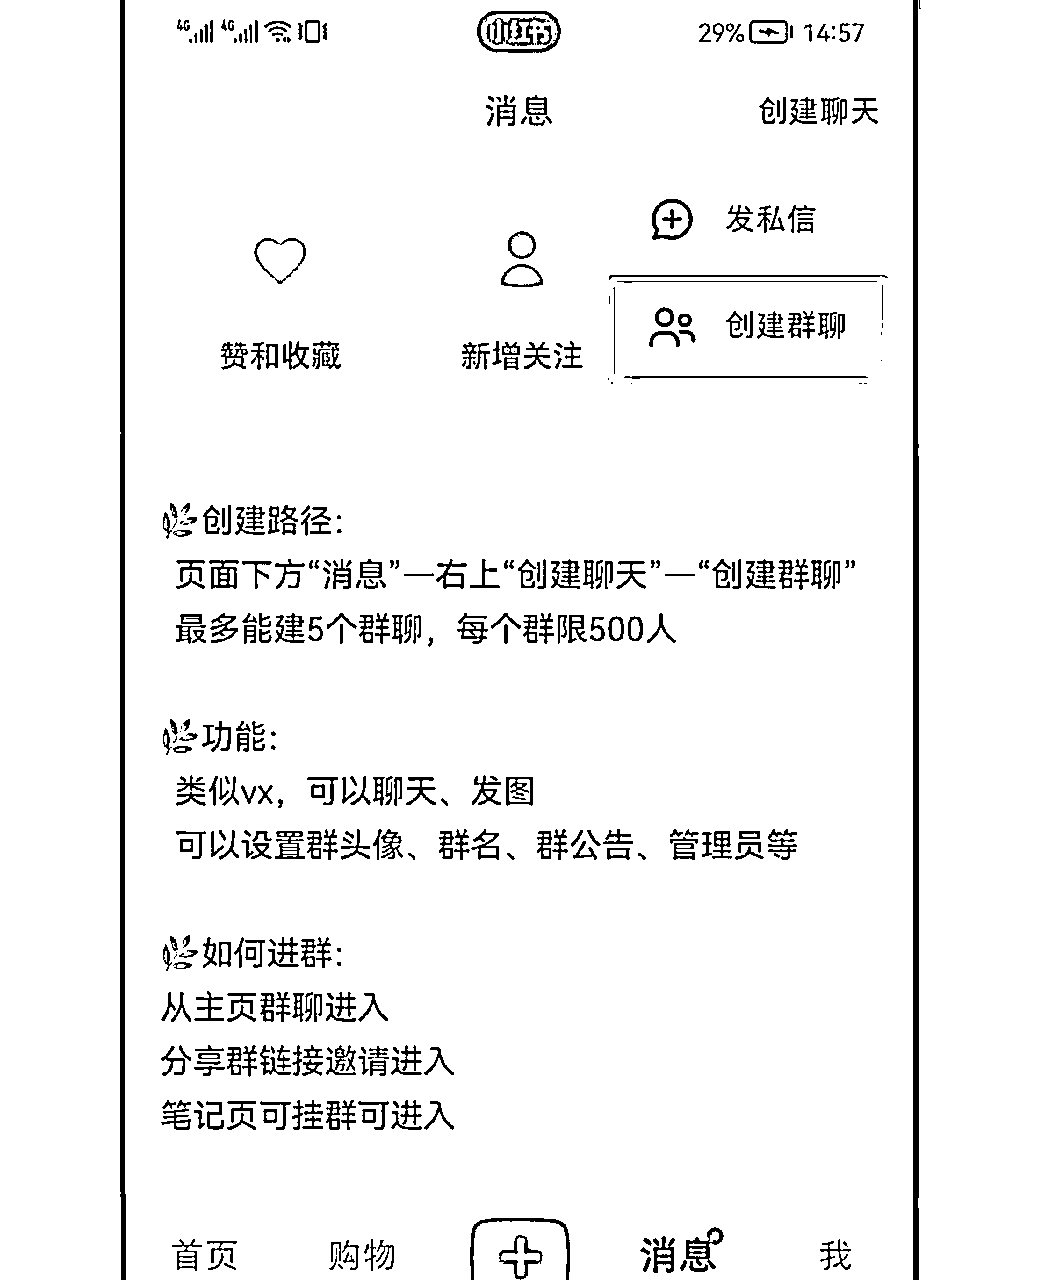 4G 4G 小红书 29% 14:57
消息 创建聊天
发私信
创建群聊
赞和收藏 新增关注
创建路径：
页面下方“消息”—右上“创建聊天”—“创建群聊”
最多能建5个群聊，每个群限500人
功能：
类似vx，可以聊天、发图
可以设置群头像、群名、群公告、管理员等
如何进群：
从主页群聊进入
分享群链接邀请进入
笔记页可挂群可进入
首页 购物 消息 我